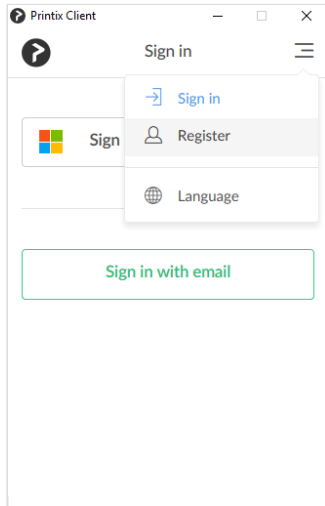 Printix Client
Sign in
Sign in
Register
Sign
Language
Sign in with email